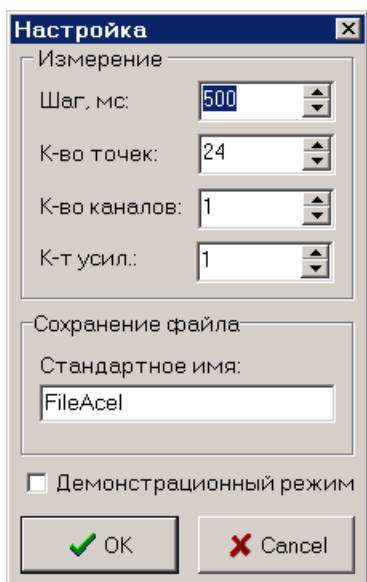 Настройка
Измерение
Шаг, мс: 500
К-во точек: 24
К-во каналов: 1
К-т усил.: 1
Сохранение файла
Стандартное имя:
FileAcel
Демонстрационный режим
OK Cancel